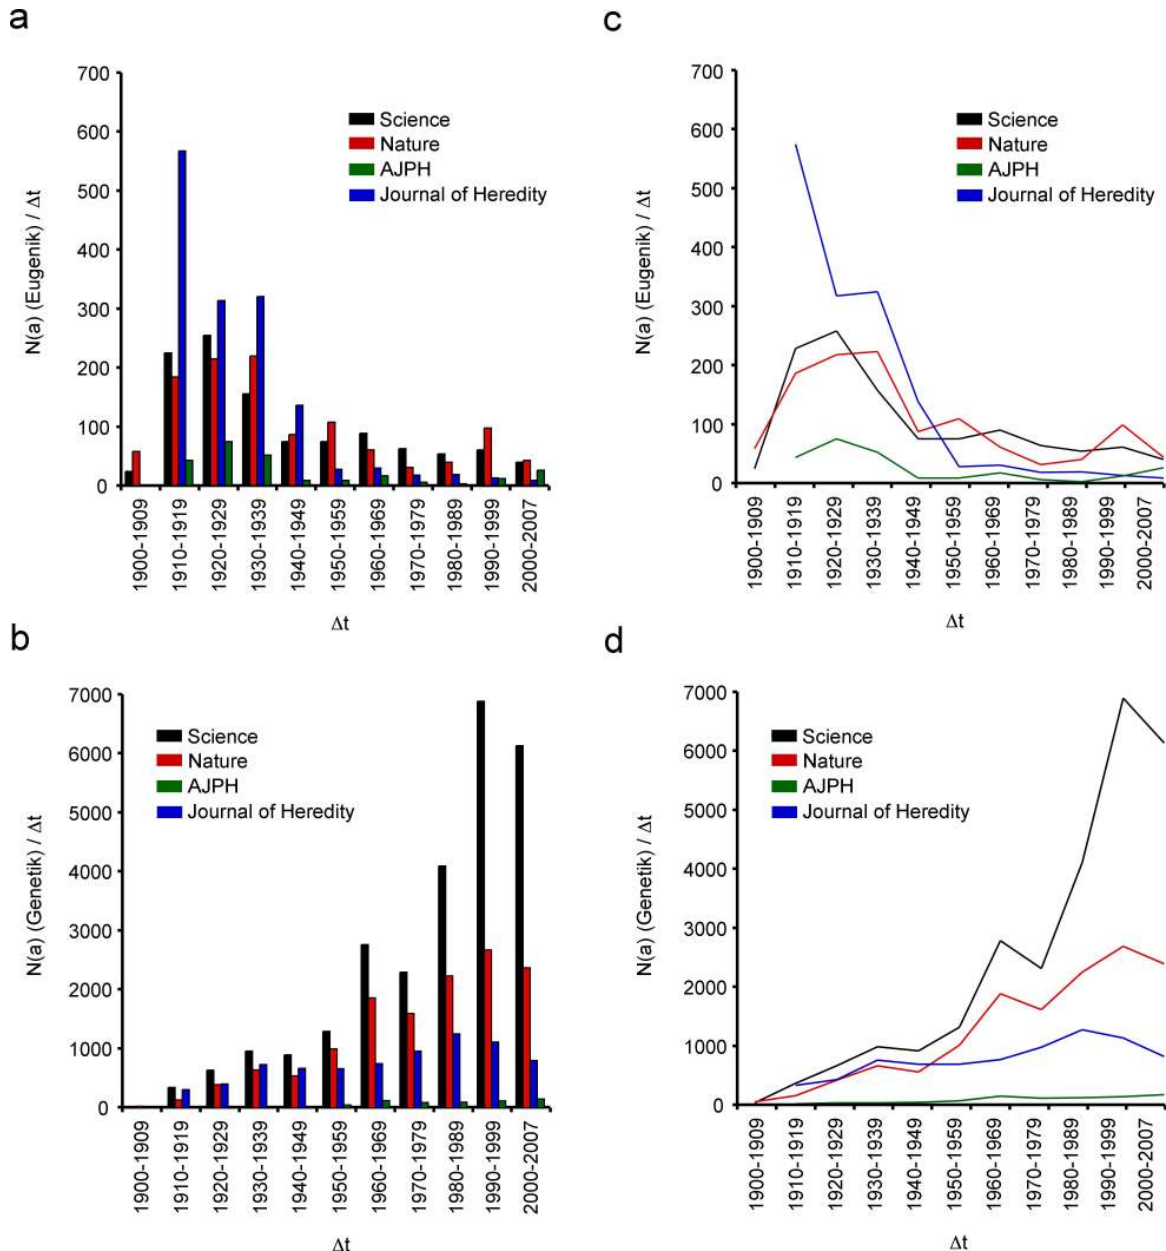 a
700
600
500
400
300
200
100
0
N(a) (Eugenik) / Δt
Science
Nature
AJPH
Journal of Heredity
1900-1909
1910-1919
1920-1929
1930-1939
1940-1949
1950-1959
1960-1969
1970-1979
1980-1989
1990-1999
2000-2007
Δt
c
700
600
500
400
300
200
100
0
N(a) (Eugenik) / Δt
Science
Nature
AJPH
Journal of Heredity
1900-1909
1910-1919
1920-1929
1930-1939
1940-1949
1950-1959
1960-1969
1970-1979
1980-1989
1990-1999
2000-2007
Δt
b
7000
6000
5000
4000
3000
2000
1000
0
N(a) (Genetik) / Δt
Science
Nature
AJPH
Journal of Heredity
1900-1909
1910-1919
1920-1929
1930-1939
1940-1949
1950-1959
1960-1969
1970-1979
1980-1989
1990-1999
2000-2007
Δt
d
7000
6000
5000
4000
3000
2000
1000
0
N(a) (Genetik) / Δt
Science
Nature
AJPH
Journal of Heredity
1900-1909
1910-1919
1920-1929
1930-1939
1940-1949
1950-1959
1960-1969
1970-1979
1980-1989
1990-1999
2000-2007
Δt